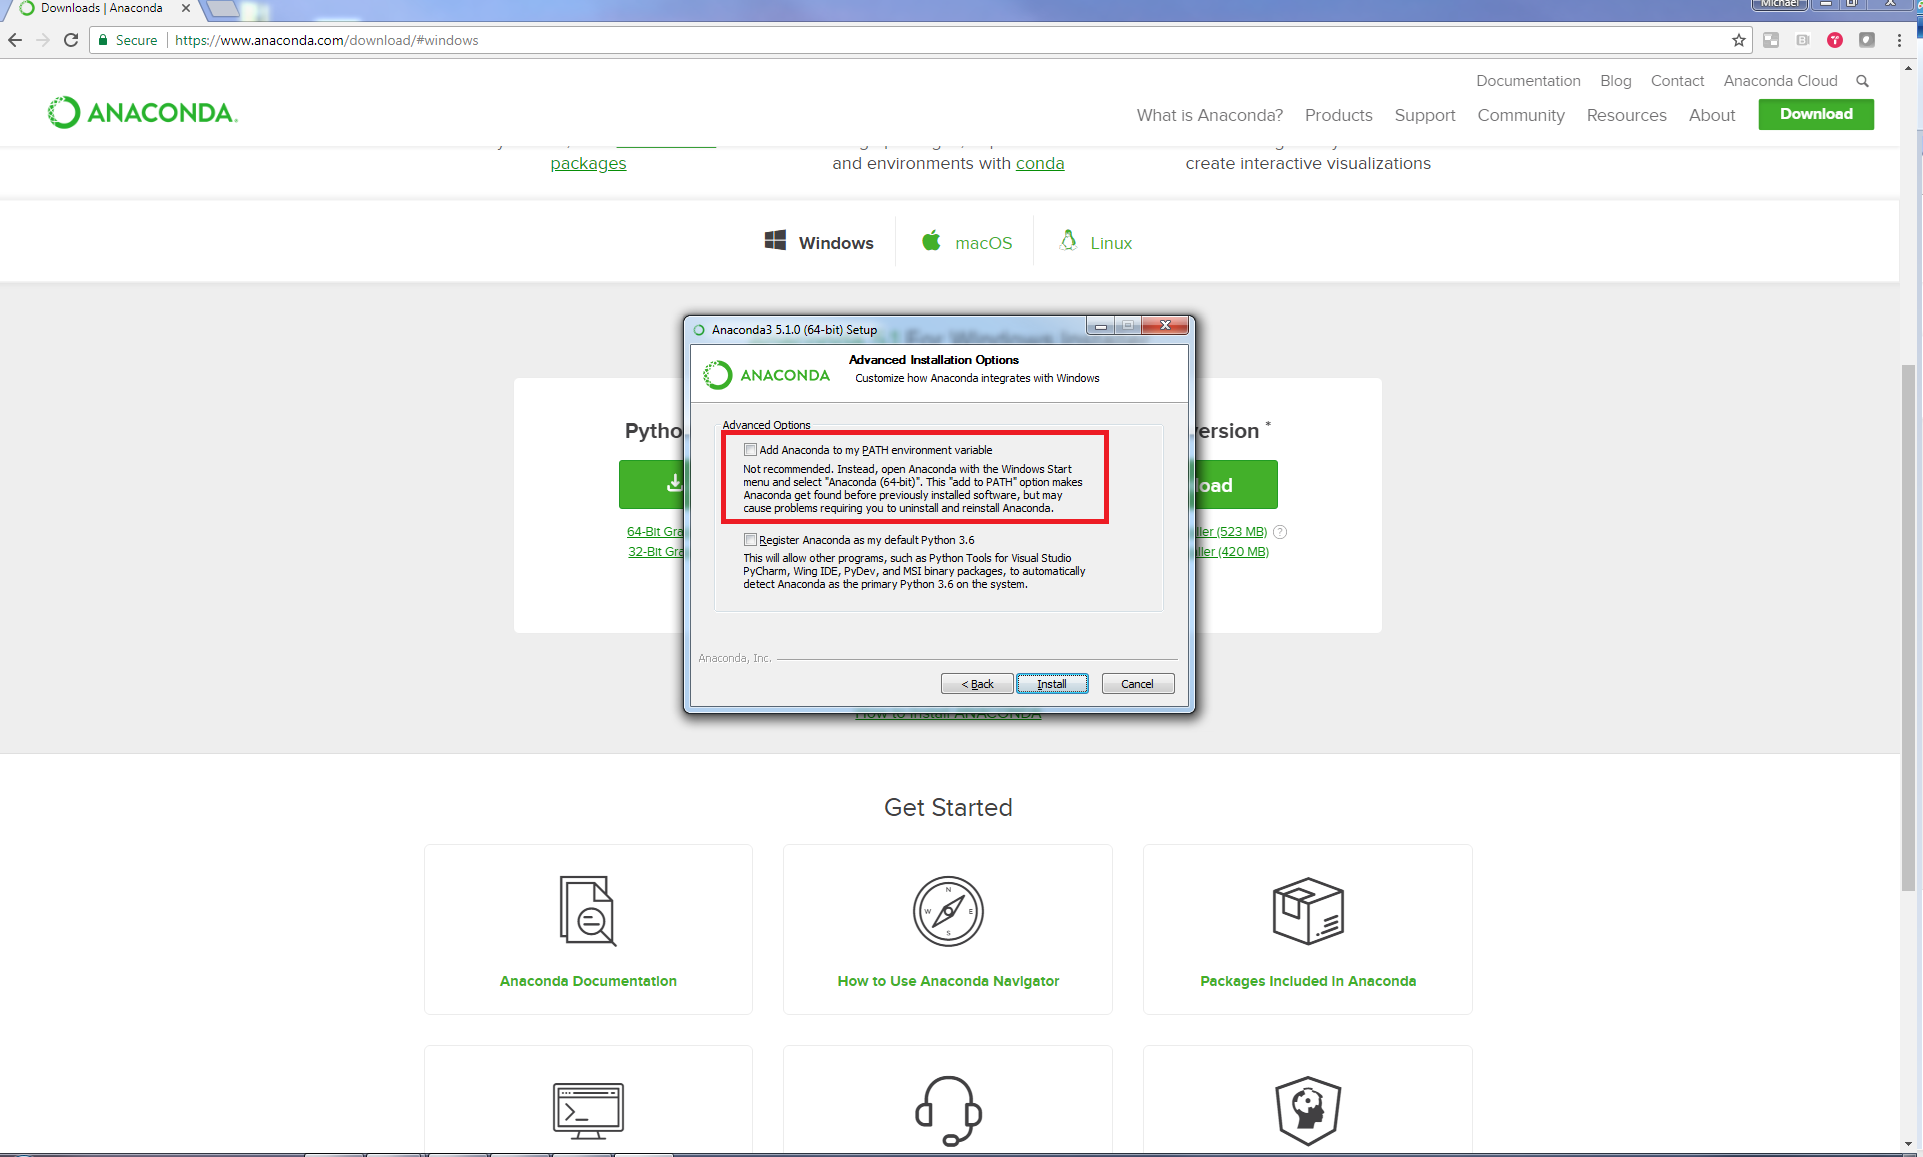 Downloads | Anaconda
Michael
Secure
https://www.anaconda.com/download/#windows
Documentation Blog Contact Anaconda Cloud
ANACONDA.
What is Anaconda? Products Support Community Resources About Download
packages
and environments with conda
create interactive visualizations
Windows
macOS
Linux
Anaconda3 5.1.0 (64-bit) Setup
ANACONDA
Advanced Installation Options
Customize how Anaconda integrates with Windows
Advanced Options
Add Anaconda to my PATH environment variable
Not recommended. Instead, open Anaconda with the Windows Start
menu and select "Anaconda (64-bit)". This "add to PATH" option makes
Anaconda get found before previously installed software, but may
cause problems requiring you to uninstall and reinstall Anaconda.
Register Anaconda as my default Python 3.6
This will allow other programs, such as Python Tools for Visual Studio
PyCharm, Wing IDE, PyDev, and MSI binary packages, to automatically
detect Anaconda as the primary Python 3.6 on the system.
Anaconda, Inc.
< Back
Install
Cancel
Pytho
ersion *
oad
64-Bit Gra
ller (523 MB) ?
32-Bit Gra
ller (420 MB)
How to Install ANACONDA
Get Started
N
W E
S
Anaconda Documentation
How to Use Anaconda Navigator
Packages Included in Anaconda